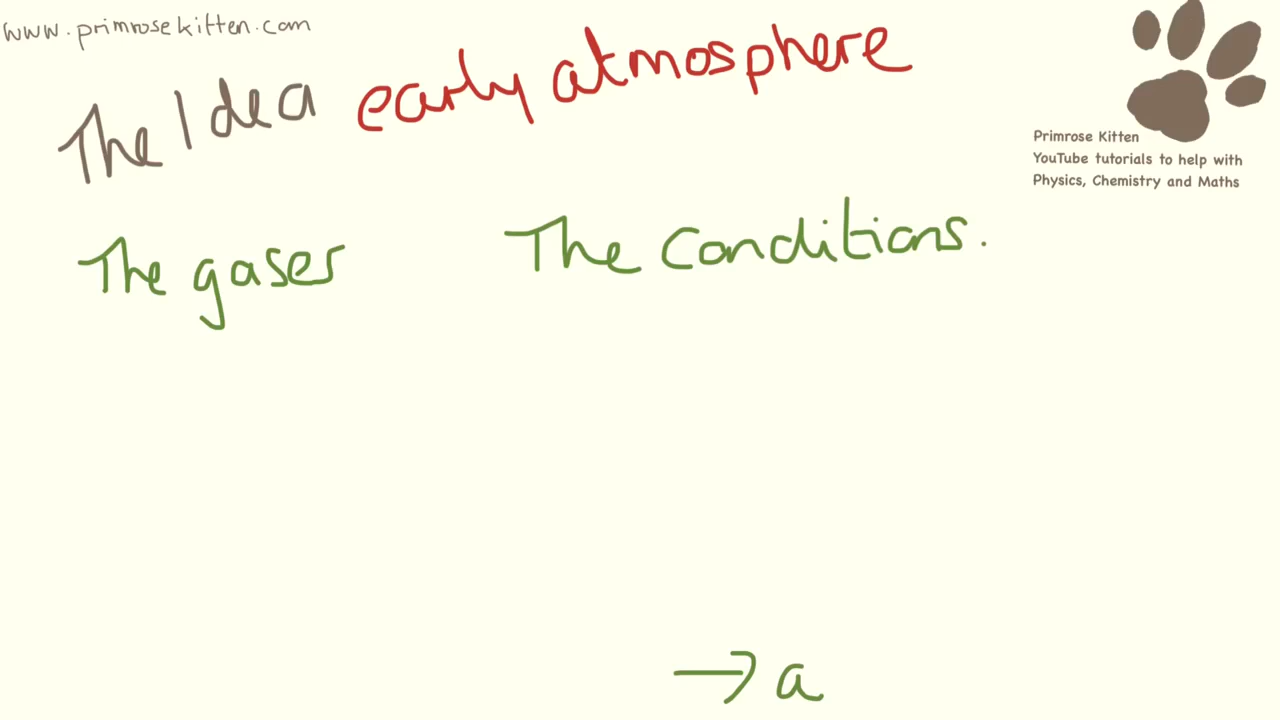 www.primrosekitten.com
The Idea early atmosphere
Primrose Kitten
YouTube tutorials to help with
Physics, Chemistry and Maths
The gases The Conditions.
→ a